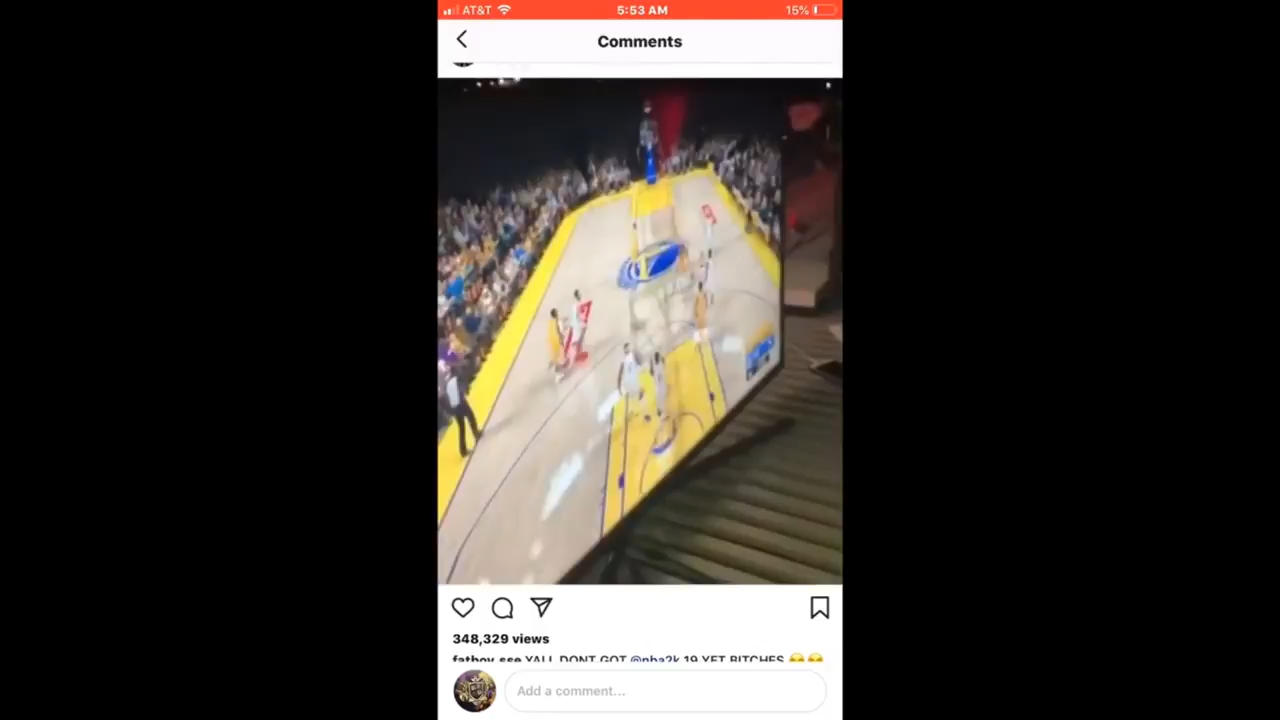 AT&T 5:53 AM 15%
Comments
348,329 views
fatboy_sse YALL DONT GOT @nba2k 19 YET BITCHES 😂😂
Add a comment...